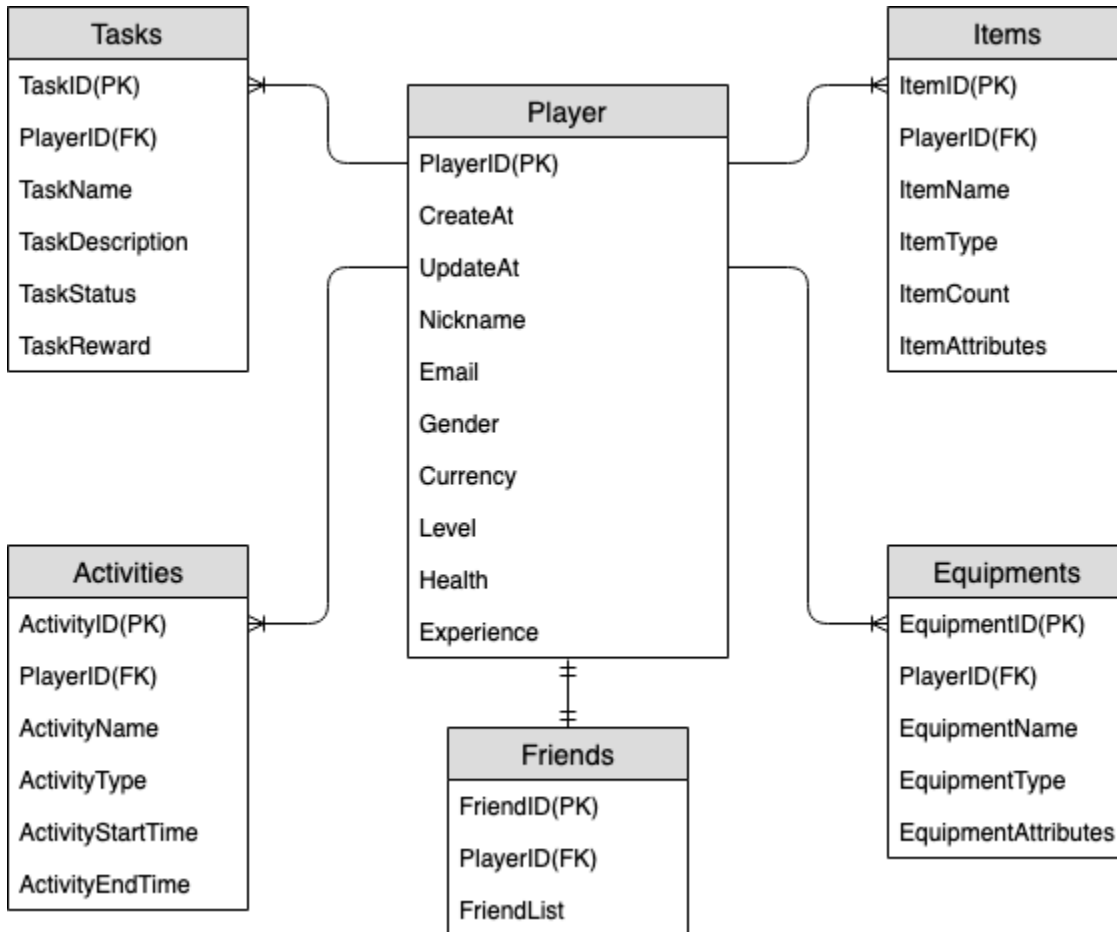 Tasks
TaskID(PK)
PlayerID(FK)
TaskName
TaskDescription
TaskStatus
TaskReward
Player
PlayerID(PK)
CreateAt
UpdateAt
Nickname
Email
Gender
Currency
Level
Health
Experience
Items
ItemID(PK)
PlayerID(FK)
ItemName
ItemType
ItemCount
ItemAttributes
Activities
ActivityID(PK)
PlayerID(FK)
ActivityName
ActivityType
ActivityStartTime
ActivityEndTime
Friends
FriendID(PK)
PlayerID(FK)
FriendList
Equipments
EquipmentID(PK)
PlayerID(FK)
EquipmentName
EquipmentType
EquipmentAttributes